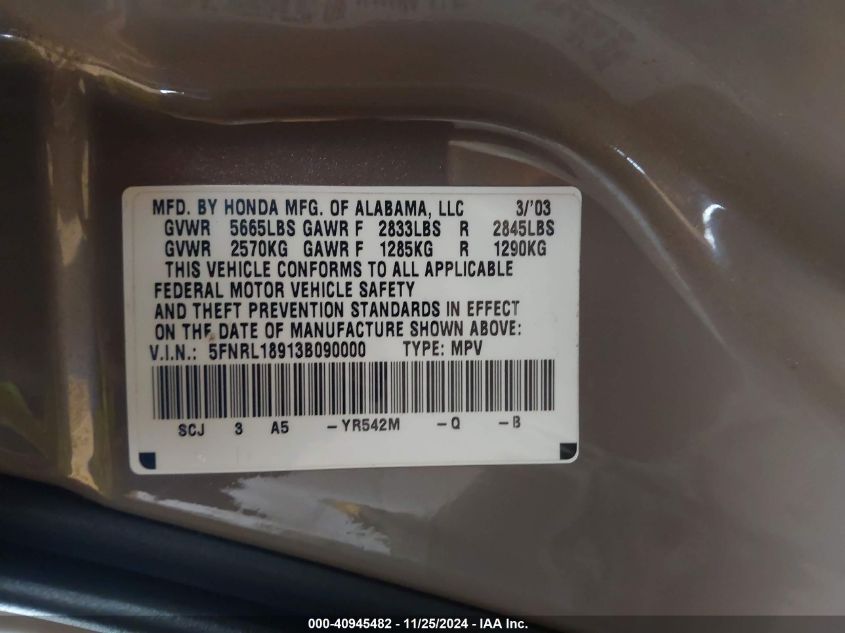 MFD. BY HONDA MFG. OF ALABAMA, LLC 3/'03
GVWR 5665LBS GAWR F 2833LBS R 2845LBS
GVWR 2570KG GAWR F 1285KG R 1290KG
THIS VEHICLE CONFORMS TO ALL APPLICABLE
FEDERAL MOTOR VEHICLE SAFETY
AND THEFT PREVENTION STANDARDS IN EFFECT
ON THE DATE OF MANUFACTURE SHOWN ABOVE:
V.I.N.: 5FNRL18913B090000 TYPE: MPV
SCJ 3 A5 -YR542M -Q -B
000-40945482 - 11/25/2024 - IAA Inc.